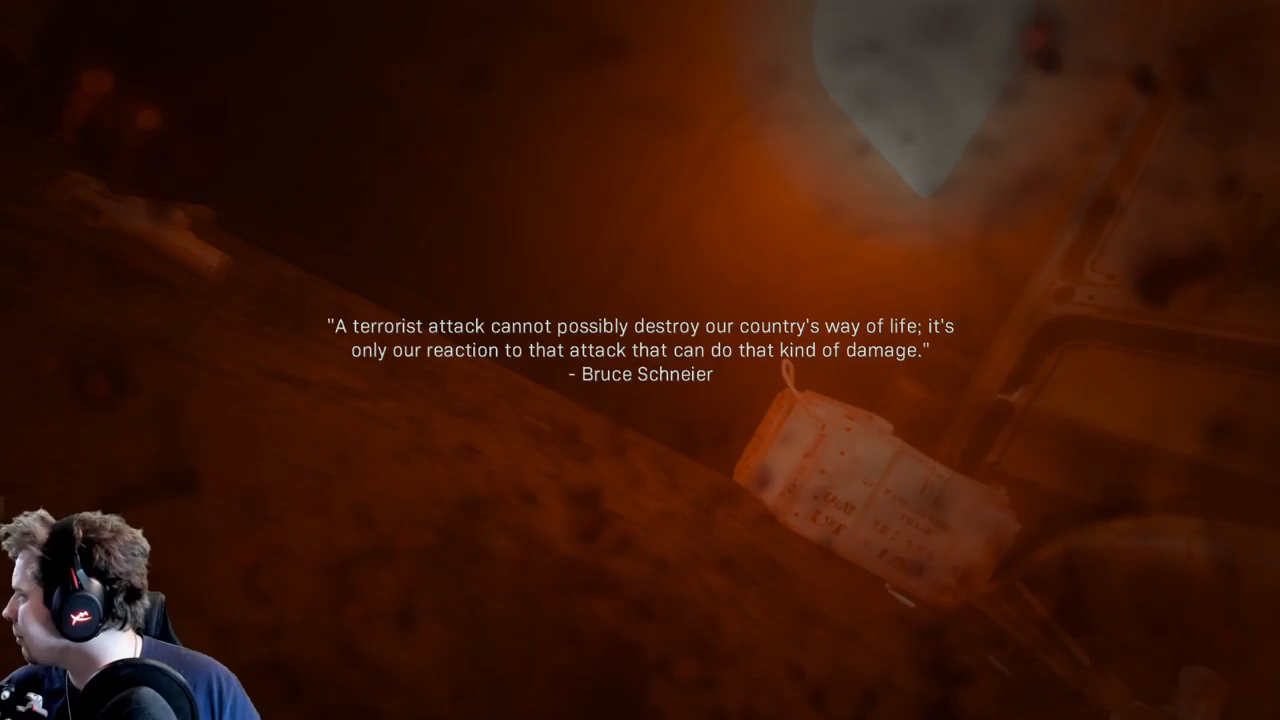 "A terrorist attack cannot possibly destroy our country's way of life; it's
only our reaction to that attack that can do that kind of damage."
- Bruce Schneier